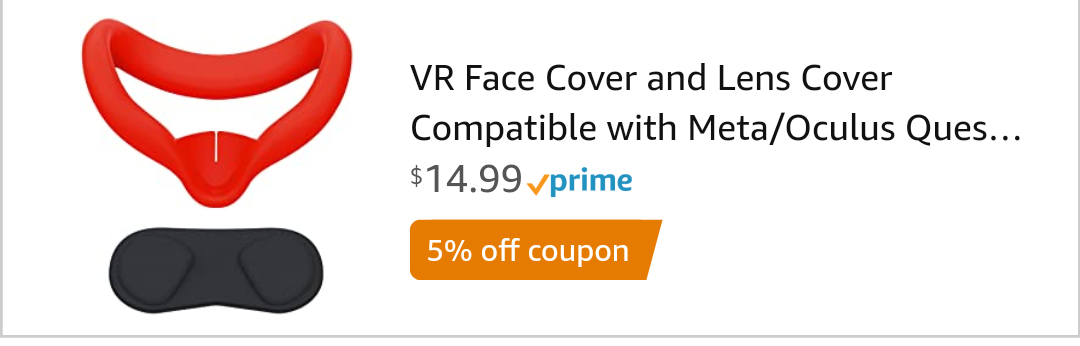 VR Face Cover and Lens Cover
Compatible with Meta/Oculus Ques...
$14.99 prime
5% off coupon